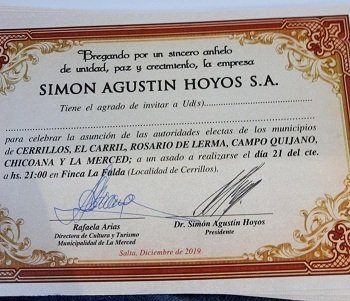 Bregando por un sincero anhelo
de unidad, paz y crecimiento, la empresa
SIMON AGUSTIN HOYOS S.A.
Tiene el agrado de invitar a Ud(s)................................
................................................................................
para celebrar la asunción de las autoridades electas de los municipios
de CERRILLOS, EL CARRIL, ROSARIO DE LERMA, CAMPO QUIJANO,
CHICOANA Y LA MERCED; a un asado a realizarse el día 21 del cte.
a hs. 21:00 en Finca La Falda (Localidad de Cerrillos).
Rafaela Arias
Directora de Cultura y Turismo
Municipalidad de La Merced
Dr. Simón Agustín Hoyos
Presidente
Salta, Diciembre de 2019